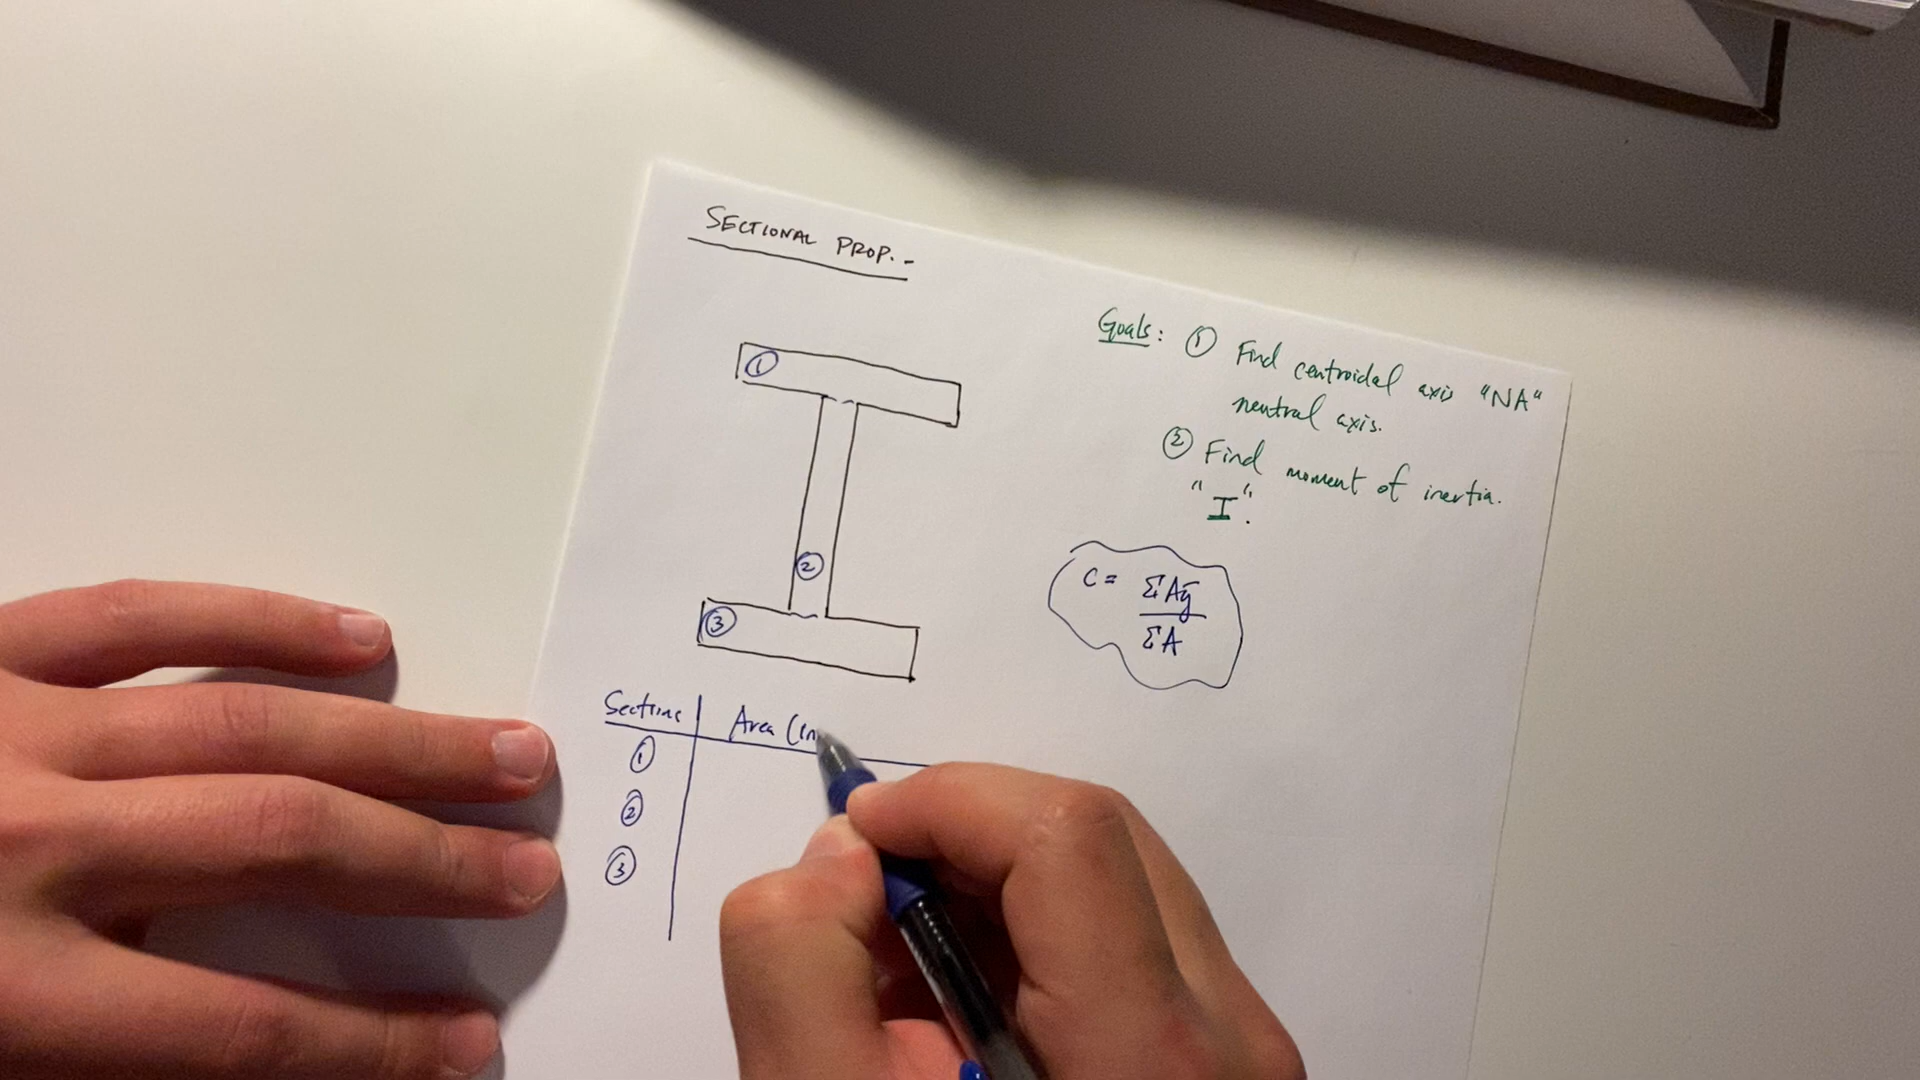 SECTIONAL PROP. -
Goals: ① Find centroidal axis "NA"
neutral axis.
② Find moment of inertia.
"I".
①
②
③
C = ΣAȳ
ΣA
Sections Area (in
①
②
③